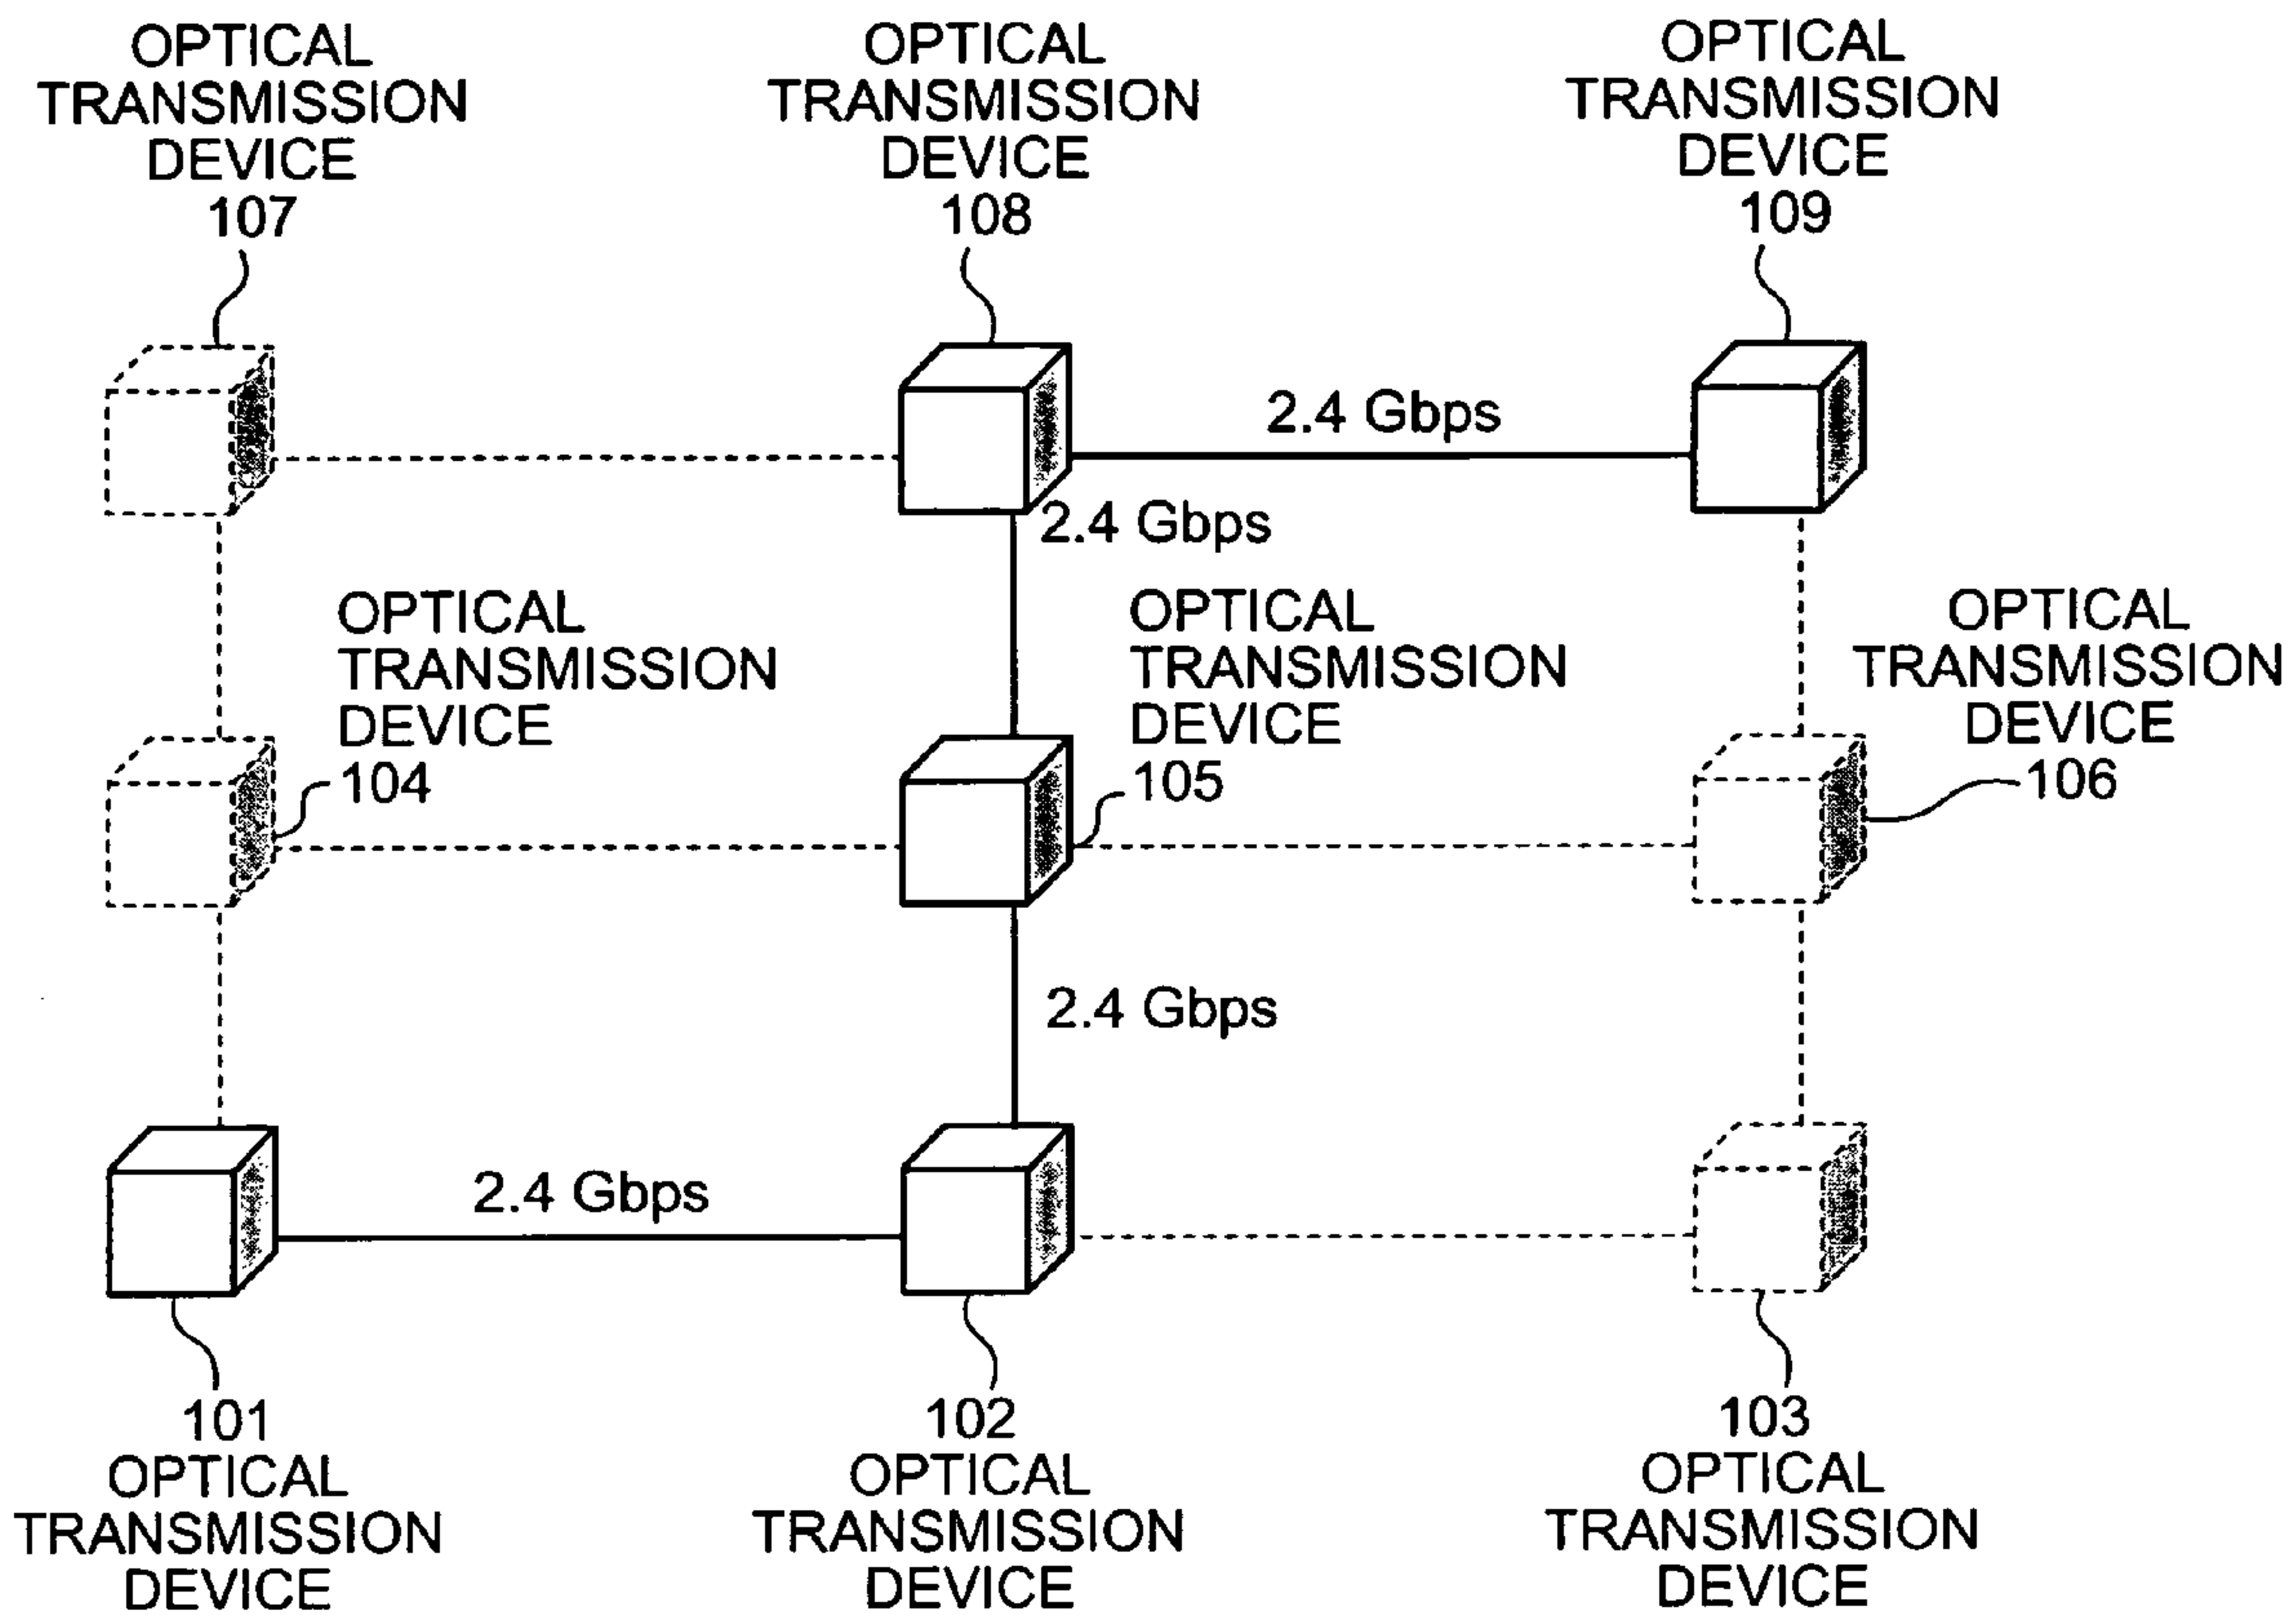 OPTICAL
TRANSMISSION
DEVICE
107
OPTICAL
TRANSMISSION
DEVICE
108
OPTICAL
TRANSMISSION
DEVICE
109
2.4 Gbps
2.4 Gbps
OPTICAL
TRANSMISSION
DEVICE
104
OPTICAL
TRANSMISSION
DEVICE
105
OPTICAL
TRANSMISSION
DEVICE
106
2.4 Gbps
2.4 Gbps
101
OPTICAL
TRANSMISSION
DEVICE
102
OPTICAL
TRANSMISSION
DEVICE
103
OPTICAL
TRANSMISSION
DEVICE